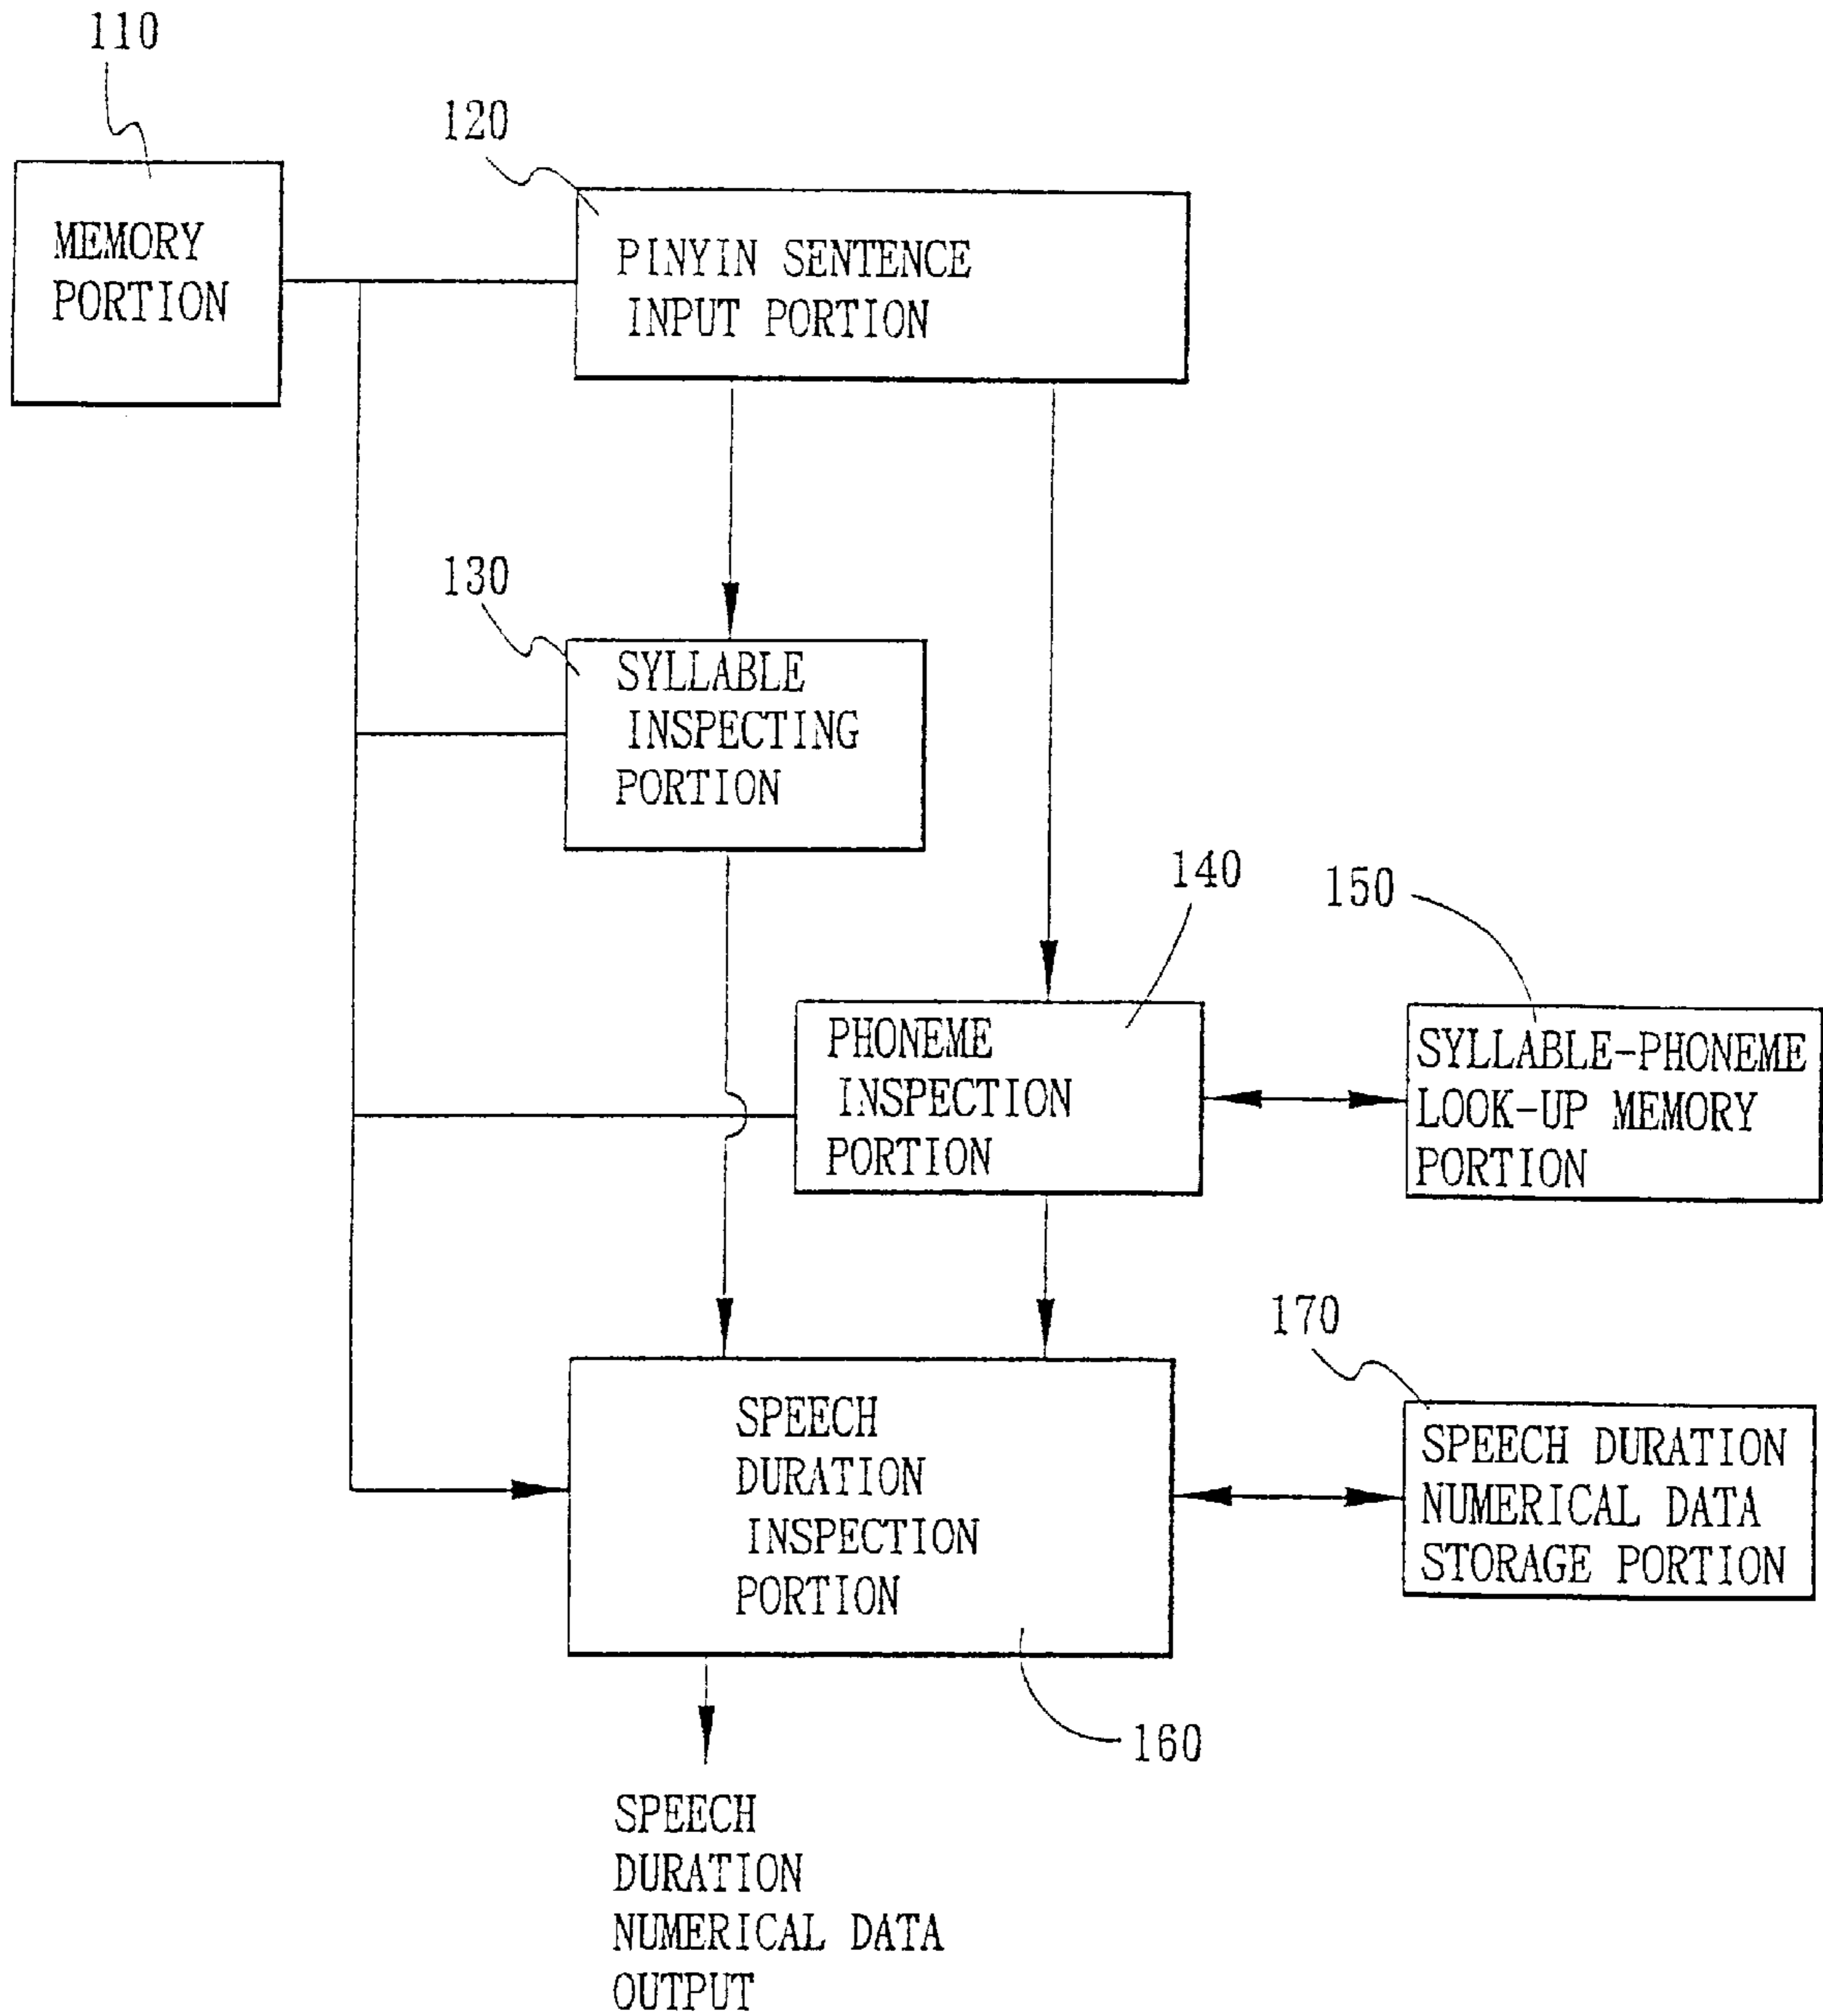 110
120
MEMORY
PORTION
PINYIN SENTENCE
INPUT PORTION
130
SYLLABLE
INSPECTING
PORTION
140
150
PHONEME
INSPECTION
PORTION
SYLLABLE-PHONEME
LOOK-UP MEMORY
PORTION
170
SPEECH
DURATION
INSPECTION
PORTION
SPEECH DURATION
NUMERICAL DATA
STORAGE PORTION
160
SPEECH
DURATION
NUMERICAL DATA
OUTPUT